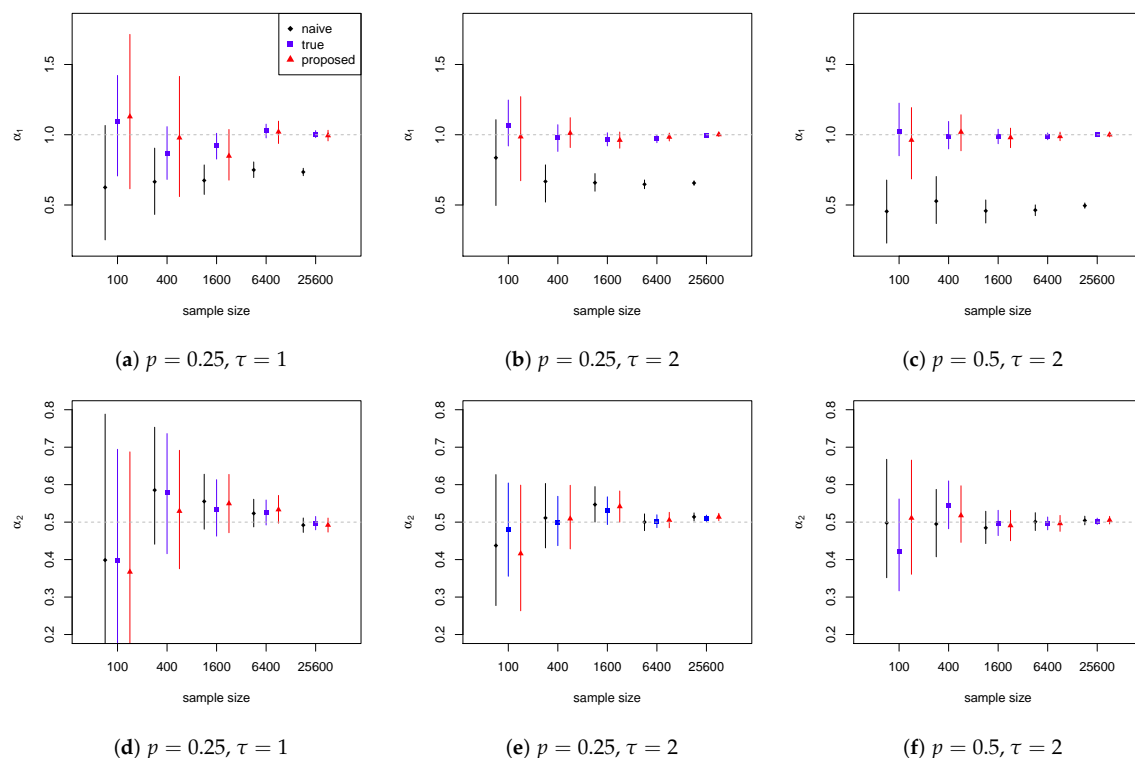 naive
true
proposed
1.5
1.0
0.5
α₁
100 400 1600 6400 25600
sample size
(a) p = 0.25, τ = 1
1.5
1.0
0.5
α₁
100 400 1600 6400 25600
sample size
(b) p = 0.25, τ = 2
1.5
1.0
0.5
α₁
100 400 1600 6400 25600
sample size
(c) p = 0.5, τ = 2
0.8
0.7
0.6
0.5
0.4
0.3
0.2
α₂
100 400 1600 6400 25600
sample size
(d) p = 0.25, τ = 1
0.8
0.7
0.6
0.5
0.4
0.3
0.2
α₂
100 400 1600 6400 25600
sample size
(e) p = 0.25, τ = 2
0.8
0.7
0.6
0.5
0.4
0.3
0.2
α₂
100 400 1600 6400 25600
sample size
(f) p = 0.5, τ = 2